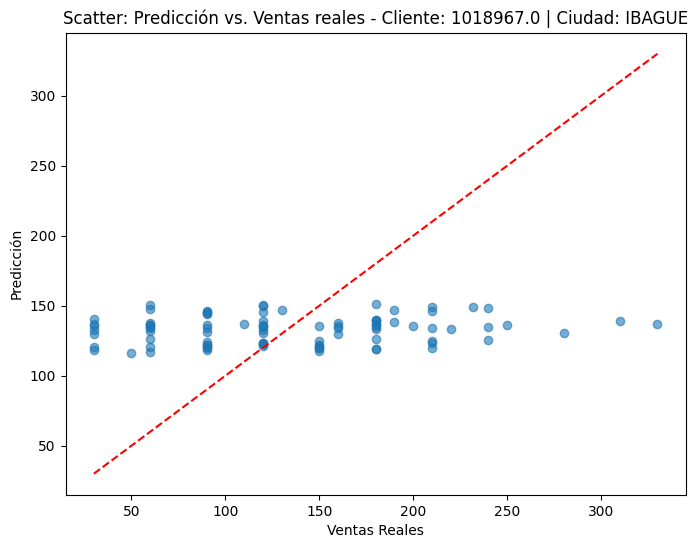 Scatter: Predicción vs. Ventas reales - Cliente: 1018967.0 | Ciudad: IBAGUE
300
250
200
150
100
50
Predicción
50 100 150 200 250 300
Ventas Reales